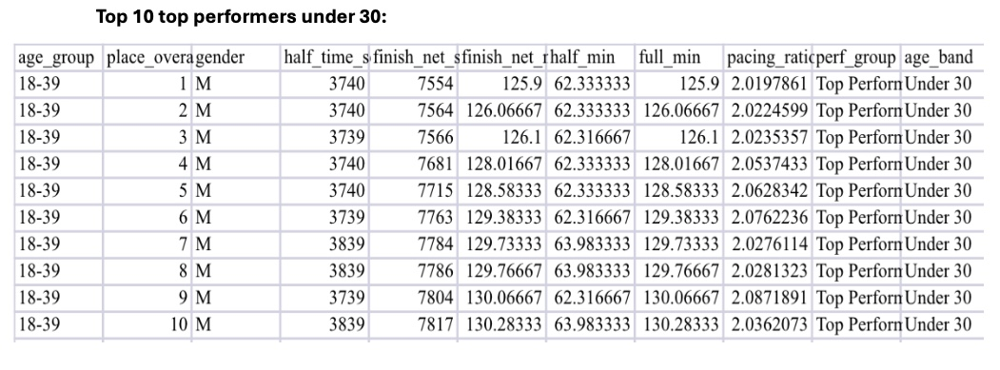 Top 10 top performers under 30:
age_group place_overa gender half_time_s finish_net_s finish_net_r half_min full_min pacing_ratic perf_group age_band
18-39 1 M 3740 7554 125.9 62.333333 125.9 2.0197861 Top Perforn Under 30
18-39 2 M 3740 7564 126.06667 62.333333 126.06667 2.0224599 Top Perforn Under 30
18-39 3 M 3739 7566 126.1 62.316667 126.1 2.0235357 Top Perforn Under 30
18-39 4 M 3740 7681 128.01667 62.333333 128.01667 2.0537433 Top Perforn Under 30
18-39 5 M 3740 7715 128.58333 62.333333 128.58333 2.0628342 Top Perforn Under 30
18-39 6 M 3739 7763 129.38333 62.316667 129.38333 2.0762236 Top Perforn Under 30
18-39 7 M 3839 7784 129.73333 63.983333 129.73333 2.0276114 Top Perforn Under 30
18-39 8 M 3839 7786 129.76667 63.983333 129.76667 2.0281323 Top Perforn Under 30
18-39 9 M 3739 7804 130.06667 62.316667 130.06667 2.0871891 Top Perforn Under 30
18-39 10 M 3839 7817 130.28333 63.983333 130.28333 2.0362073 Top Perforn Under 30